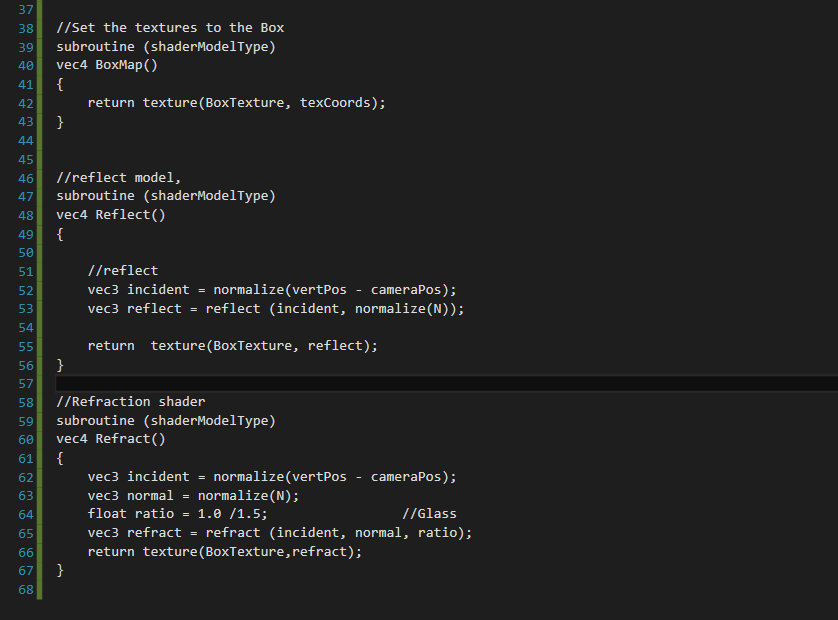 37
38 //Set the textures to the Box
39 subroutine (shaderModelType)
40 vec4 BoxMap()
41 {
42     return texture(BoxTexture, texCoords);
43 }
44
45
46 //reflect model,
47 subroutine (shaderModelType)
48 vec4 Reflect()
49 {
50
51     //reflect
52     vec3 incident = normalize(vertPos - cameraPos);
53     vec3 reflect = reflect (incident, normalize(N));
54
55     return  texture(BoxTexture, reflect);
56 }
57
58 //Refraction shader
59 subroutine (shaderModelType)
60 vec4 Refract()
61 {
62     vec3 incident = normalize(vertPos - cameraPos);
63     vec3 normal = normalize(N);
64     float ratio = 1.0 /1.5;                 //Glass
65     vec3 refract = refract (incident, normal, ratio);
66     return texture(BoxTexture,refract);
67 }
68